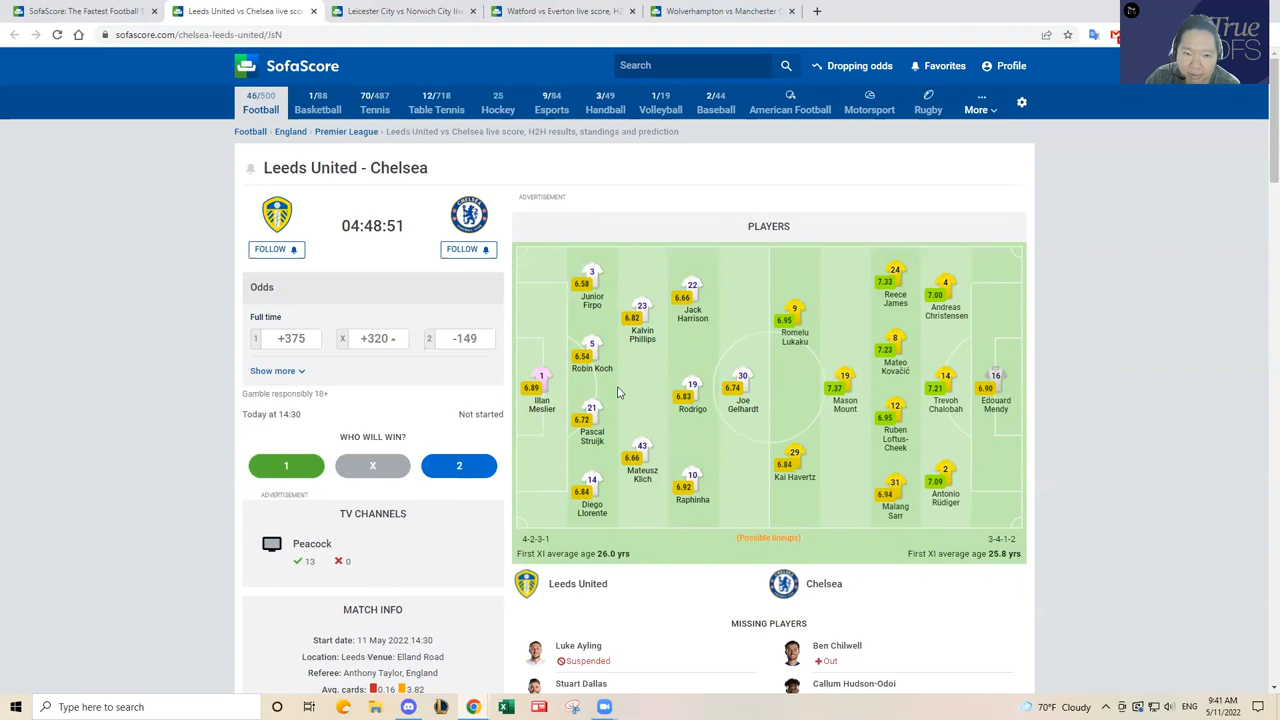 SofaScore: The Fastest Football S
Leeds United vs Chelsea live scor
Leicester City vs Norwich City liv
Watford vs Everton live score, H2
Wolverhampton vs Manchester C
sofascore.com/chelsea-leeds-united/JsN
True
DFS
SofaScore
Search
Dropping odds
Favorites
Profile
46/500
Football
1/88
Basketball
70/487
Tennis
12/718
Table Tennis
25
Hockey
9/84
Esports
3/49
Handball
1/19
Volleyball
2/44
Baseball
American Football
Motorsport
Rugby
More
Football · England · Premier League · Leeds United vs Chelsea live score, H2H results, standings and prediction
Leeds United - Chelsea
04:48:51
FOLLOW
FOLLOW
Odds
Full time
1 +375
X +320
2 -149
Show more
Gamble responsibly 18+
Today at 14:30
Not started
WHO WILL WIN?
1
X
2
ADVERTISEMENT
TV CHANNELS
Peacock
13
0
MATCH INFO
Start date: 11 May 2022 14:30
Location: Leeds Venue: Elland Road
Referee: Anthony Taylor, England
Avg. cards: 0.16 3.82
ADVERTISEMENT
PLAYERS
1
6.89
Illan
Meslier
3
6.58
Junior
Firpo
5
6.54
Robin Koch
21
6.72
Pascal
Struijk
14
6.84
Diego
Llorente
23
6.82
Kalvin
Phillips
43
6.66
Mateusz
Klich
22
6.66
Jack
Harrison
19
6.83
Rodrigo
10
6.92
Raphinha
30
6.74
Joe
Gelhardt
9
6.95
Romelu
Lukaku
29
6.84
Kai Havertz
19
7.37
Mason
Mount
24
7.33
Reece
James
8
7.23
Mateo
Kovačić
12
6.95
Ruben
Loftus-
Cheek
31
6.94
Malang
Sarr
4
7.00
Andreas
Christensen
14
7.21
Trevoh
Chalobah
2
7.09
Antonio
Rüdiger
16
6.90
Edouard
Mendy
4-2-3-1
(Possible lineups)
3-4-1-2
First XI average age 26.0 yrs
First XI average age 25.8 yrs
Leeds United
Chelsea
MISSING PLAYERS
Luke Ayling
Suspended
Stuart Dallas
Ben Chilwell
Out
Callum Hudson-Odoi
Type here to search
70°F Cloudy
ENG
9:41 AM
5/11/2022